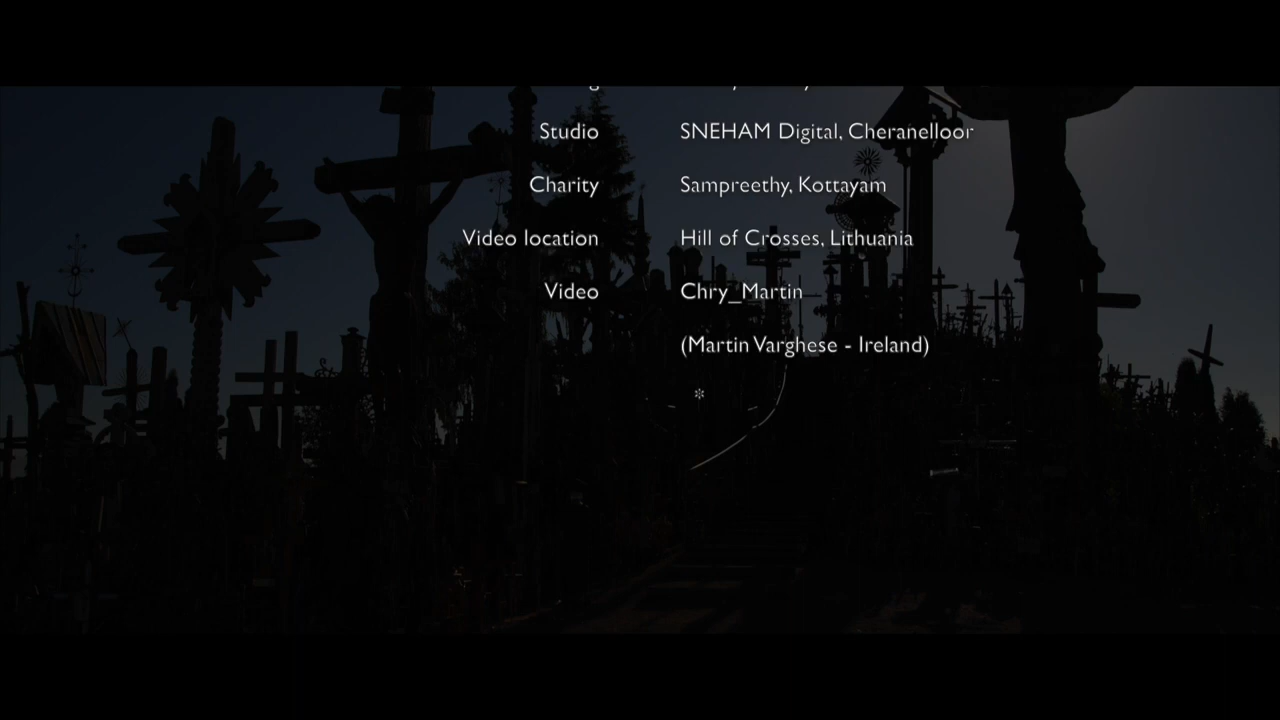 Studio SNEHAM Digital, Cheranelloor
Charity Sampreethy, Kottayam
Video location Hill of Crosses, Lithuania
Video Chry_Martin
(Martin Varghese - Ireland)
*